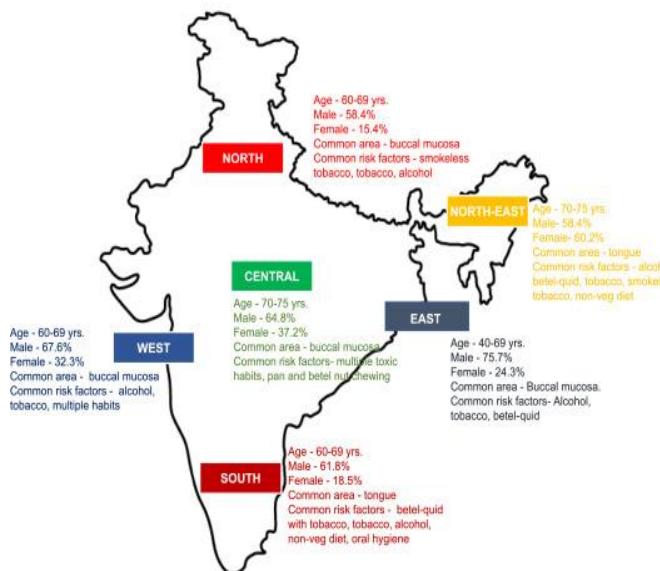 Age - 60-69 yrs.
Male - 58.4%
Female - 15.4%
Common area - buccal mucosa
Common risk factors - smokeless
tobacco, tobacco, alcohol
NORTH
NORTH-EAST
Age - 70-75 yrs.
Male- 58.4%
Female- 60.2%
Common area - tongue
Common risk factors - alcoh
betel-quid, tobacco, smokel
tobacco, non-veg diet
CENTRAL
Age - 70-75 yrs.
Male - 64.8%
Female - 37.2%
Common area - buccal mucosa
Common risk factors- multiple toxic
habits, pan and betel nut chewing
EAST
Age - 40-69 yrs.
Male - 75.7%
Female - 24.3%
Common area - Buccal mucosa.
Common risk factors- Alcohol,
tobacco, betel-quid
WEST
Age - 60-69 yrs.
Male - 67.6%
Female - 32.3%
Common area - buccal mucosa
Common risk factors - alcohol,
tobacco, multiple habits
SOUTH
Age - 60-69 yrs.
Male - 61.8%
Female - 18.5%
Common area - tongue
Common risk factors - betel-quid
with tobacco, tobacco, alcohol,
non-veg diet, oral hygiene